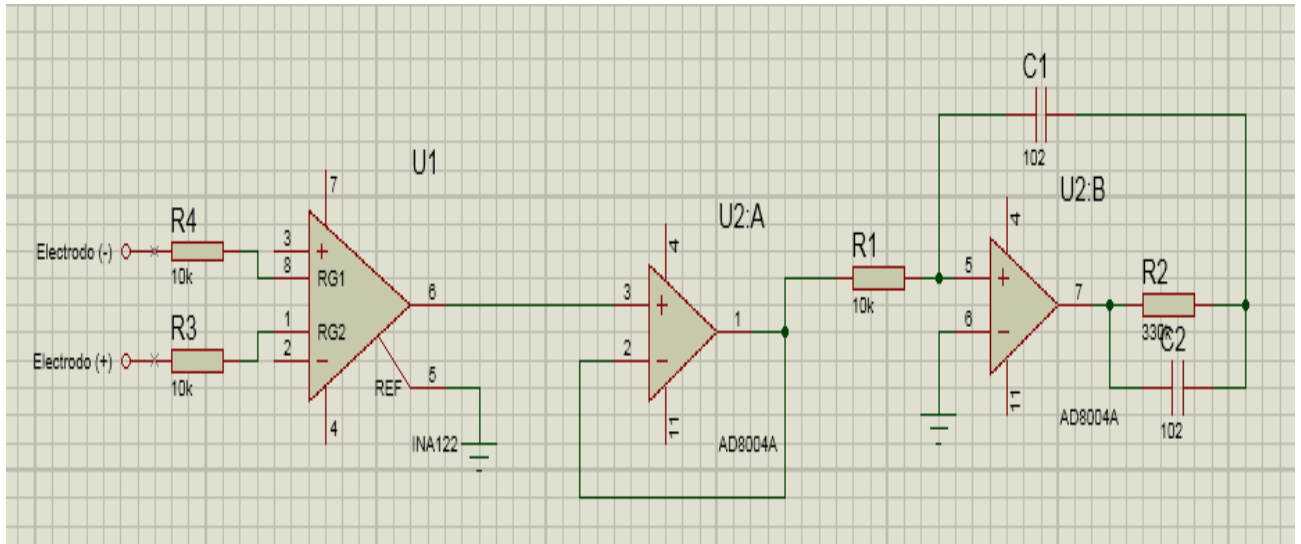 C1
102
U1
7
U2:B
4
U2:A
R4
3
Electrodo (-)
10k
8
RG1
4
R1
5
R2
6
3
10k
7
R3
1
RG2
1
6
330k
C2
Electrodo (+)
2
2
10k
REF
5
11
AD8004A
4
INA122
11
AD8004A
102